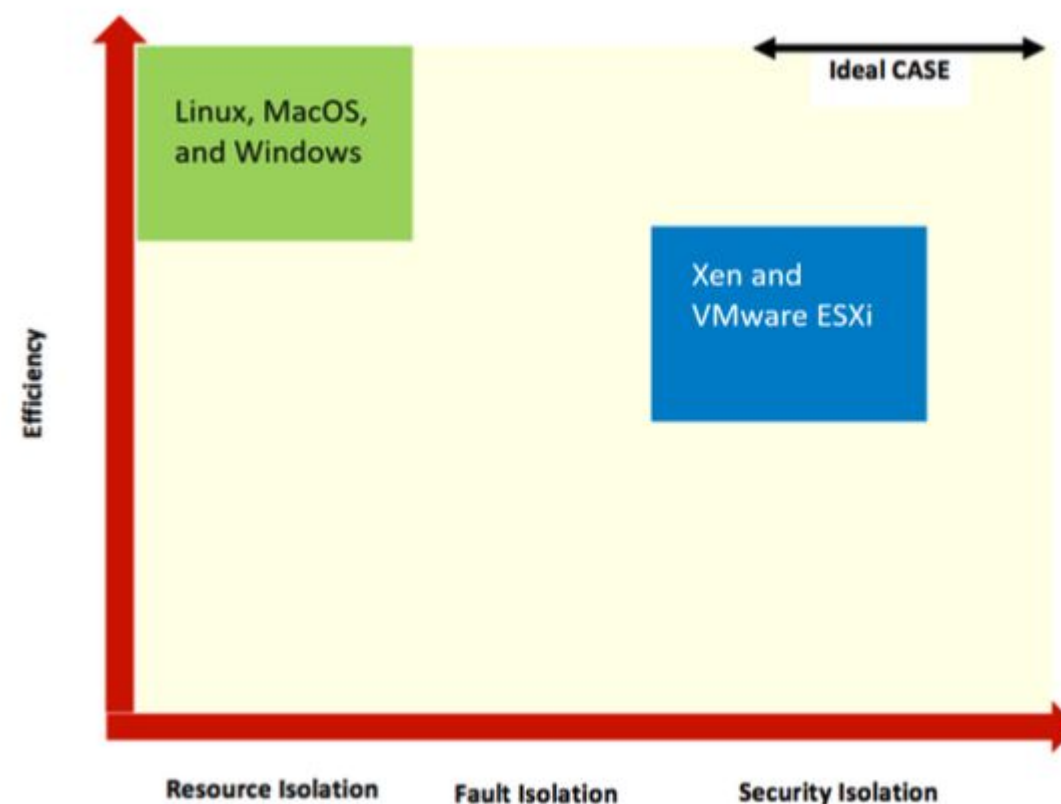 Ideal CASE
Linux, MacOS,
and Windows
Xen and
VMware ESXi
Efficiency
Resource Isolation
Fault Isolation
Security Isolation